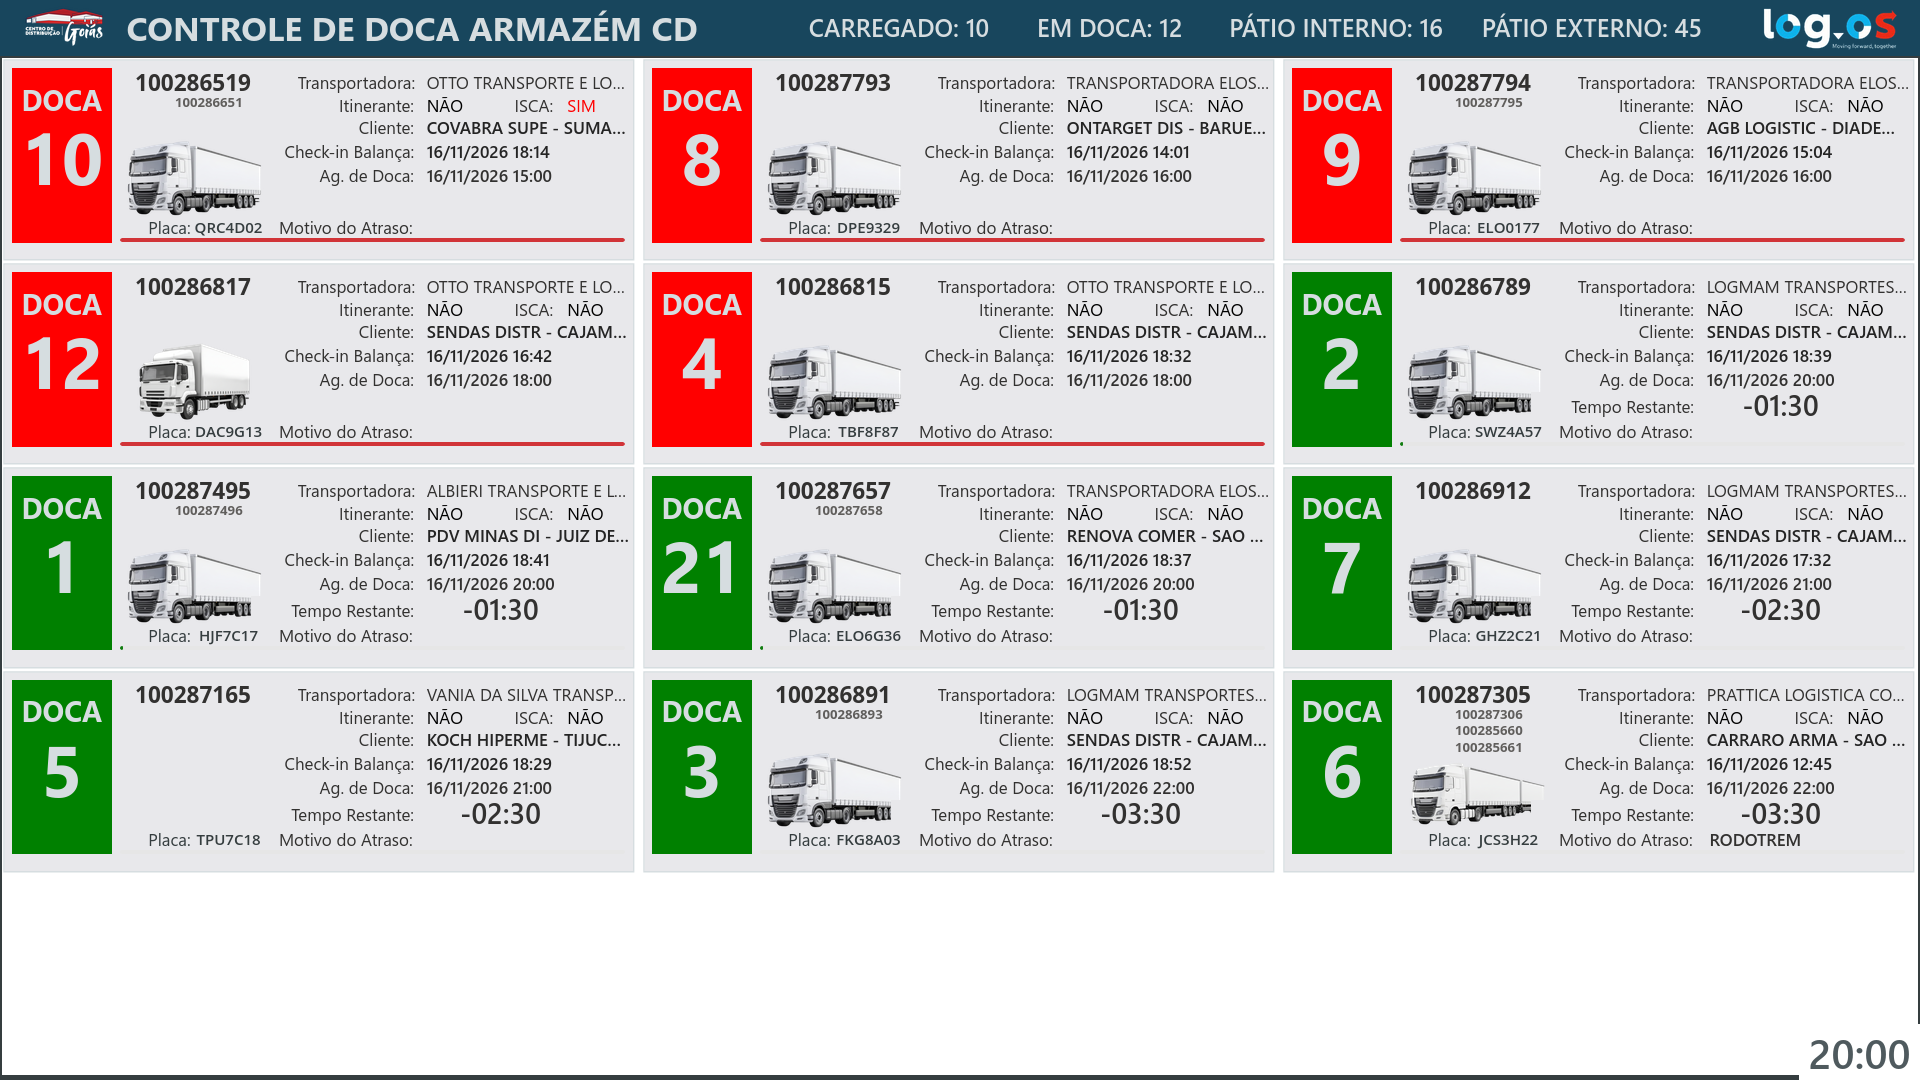 CENTRO DE DISTRIBUIÇÃO Goiás
CONTROLE DE DOCA ARMAZÉM CD
CARREGADO: 10
EM DOCA: 12
PÁTIO INTERNO: 16
PÁTIO EXTERNO: 45
log.os
Moving forward, together
DOCA
10
100286519
100286651
Transportadora: OTTO TRANSPORTE E LO...
Itinerante: NÃO ISCA: SIM
Cliente: COVABRA SUPE - SUMA...
Check-in Balança: 16/11/2026 18:14
Ag. de Doca: 16/11/2026 15:00
Placa: QRC4D02 Motivo do Atraso:
DOCA
8
100287793
Transportadora: TRANSPORTADORA ELOS...
Itinerante: NÃO ISCA: NÃO
Cliente: ONTARGET DIS - BARUE...
Check-in Balança: 16/11/2026 14:01
Ag. de Doca: 16/11/2026 16:00
Placa: DPE9329 Motivo do Atraso:
DOCA
9
100287794
100287795
Transportadora: TRANSPORTADORA ELOS...
Itinerante: NÃO ISCA: NÃO
Cliente: AGB LOGISTIC - DIADE...
Check-in Balança: 16/11/2026 15:04
Ag. de Doca: 16/11/2026 16:00
Placa: ELO0177 Motivo do Atraso:
DOCA
12
100286817
Transportadora: OTTO TRANSPORTE E LO...
Itinerante: NÃO ISCA: NÃO
Cliente: SENDAS DISTR - CAJAM...
Check-in Balança: 16/11/2026 16:42
Ag. de Doca: 16/11/2026 18:00
Placa: DAC9G13 Motivo do Atraso:
DOCA
4
100286815
Transportadora: OTTO TRANSPORTE E LO...
Itinerante: NÃO ISCA: NÃO
Cliente: SENDAS DISTR - CAJAM...
Check-in Balança: 16/11/2026 18:32
Ag. de Doca: 16/11/2026 18:00
Placa: TBF8F87 Motivo do Atraso:
DOCA
2
100286789
Transportadora: LOGMAM TRANSPORTES...
Itinerante: NÃO ISCA: NÃO
Cliente: SENDAS DISTR - CAJAM...
Check-in Balança: 16/11/2026 18:39
Ag. de Doca: 16/11/2026 20:00
Tempo Restante: -01:30
Placa: SWZ4A57 Motivo do Atraso:
DOCA
1
100287495
100287496
Transportadora: ALBIERI TRANSPORTE E L...
Itinerante: NÃO ISCA: NÃO
Cliente: PDV MINAS DI - JUIZ DE...
Check-in Balança: 16/11/2026 18:41
Ag. de Doca: 16/11/2026 20:00
Tempo Restante: -01:30
Placa: HJF7C17 Motivo do Atraso:
DOCA
21
100287657
100287658
Transportadora: TRANSPORTADORA ELOS...
Itinerante: NÃO ISCA: NÃO
Cliente: RENOVA COMER - SAO ...
Check-in Balança: 16/11/2026 18:37
Ag. de Doca: 16/11/2026 20:00
Tempo Restante: -01:30
Placa: ELO6G36 Motivo do Atraso:
DOCA
7
100286912
Transportadora: LOGMAM TRANSPORTES...
Itinerante: NÃO ISCA: NÃO
Cliente: SENDAS DISTR - CAJAM...
Check-in Balança: 16/11/2026 17:32
Ag. de Doca: 16/11/2026 21:00
Tempo Restante: -02:30
Placa: GHZ2C21 Motivo do Atraso:
DOCA
5
100287165
Transportadora: VANIA DA SILVA TRANSP...
Itinerante: NÃO ISCA: NÃO
Cliente: KOCH HIPERME - TIJUC...
Check-in Balança: 16/11/2026 18:29
Ag. de Doca: 16/11/2026 21:00
Tempo Restante: -02:30
Placa: TPU7C18 Motivo do Atraso:
DOCA
3
100286891
100286893
Transportadora: LOGMAM TRANSPORTES...
Itinerante: NÃO ISCA: NÃO
Cliente: SENDAS DISTR - CAJAM...
Check-in Balança: 16/11/2026 18:52
Ag. de Doca: 16/11/2026 22:00
Tempo Restante: -03:30
Placa: FKG8A03 Motivo do Atraso:
DOCA
6
100287305
100287306
100285660
100285661
Transportadora: PRATTICA LOGISTICA CO...
Itinerante: NÃO ISCA: NÃO
Cliente: CARRARO ARMA - SAO ...
Check-in Balança: 16/11/2026 12:45
Ag. de Doca: 16/11/2026 22:00
Tempo Restante: -03:30
Placa: JCS3H22 Motivo do Atraso: RODOTREM
20:00